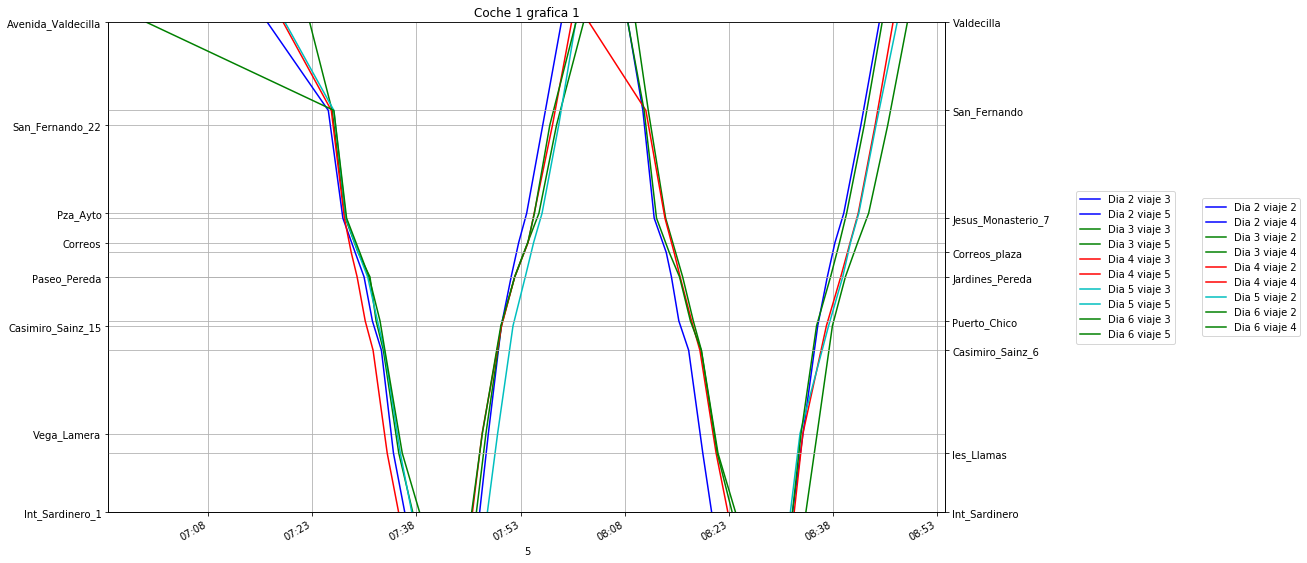 Coche 1 grafica 1
Avenida_Valdecilla
San_Fernando_22
Pza_Ayto
Correos
Paseo_Pereda
Casimiro_Sainz_15
Vega_Lamera
Int_Sardinero_1
Valdecilla
San_Fernando
Jesus_Monasterio_7
Correos_plaza
Jardines_Pereda
Puerto_Chico
Casimiro_Sainz_6
Ies_Llamas
Int_Sardinero
07:08
07:23
07:38
07:53
08:08
08:23
08:38
08:53
5
Dia 2 viaje 3
Dia 2 viaje 5
Dia 3 viaje 3
Dia 3 viaje 5
Dia 4 viaje 3
Dia 4 viaje 5
Dia 5 viaje 3
Dia 5 viaje 5
Dia 6 viaje 3
Dia 6 viaje 5
Dia 2 viaje 2
Dia 2 viaje 4
Dia 3 viaje 2
Dia 3 viaje 4
Dia 4 viaje 2
Dia 4 viaje 4
Dia 5 viaje 2
Dia 6 viaje 2
Dia 6 viaje 4